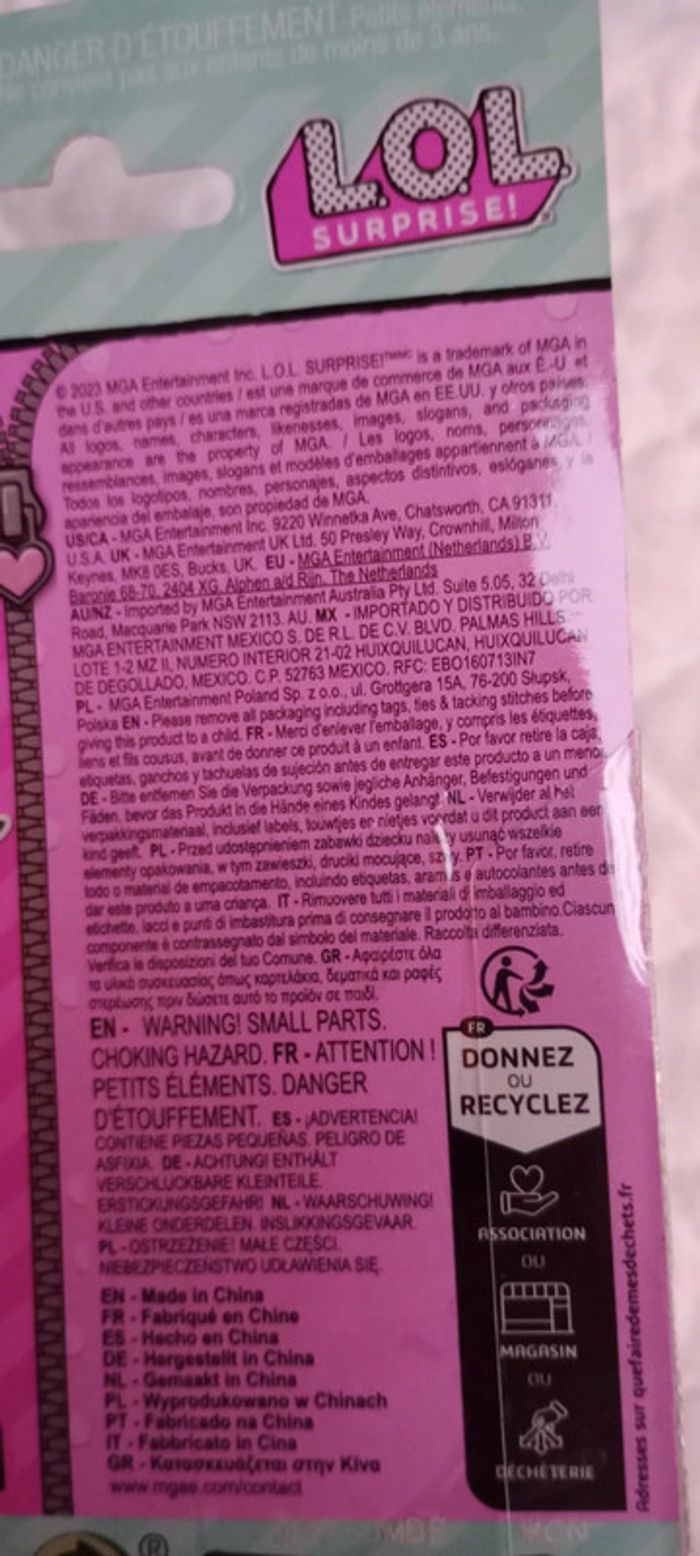 DANGER D'ÉTOUFFEMENT Petits éléments.
Ne convient pas aux enfants de moins de 3 ans.
L.O.L.
SURPRISE!
© 2023 MGA Entertainment Inc. L.O.L. SURPRISE! is a trademark of MGA in
the U.S. and other countries / est une marque de commerce de MGA aux É.-U. et
dans d'autres pays / es una marca registradas de MGA en EE.UU. y otros países.
All logos, names, characters, likenesses, images, slogans, and packaging
appearance are the property of MGA. / Les logos, noms, personnages,
ressemblances, images, slogans et modèles d'emballages appartiennent à MGA. /
Todos los logotipos, nombres, personajes, aspectos distintivos, eslóganes, y la
apariencia del embalaje, son propiedad de MGA.
US/CA - MGA Entertainment Inc. 9220 Winnetka Ave, Chatsworth, CA 91311,
U.S.A. UK - MGA Entertainment UK Ltd. 50 Presley Way, Crownhill, Milton
Keynes, MK8 0ES, Bucks, UK. EU - MGA Entertainment (Netherlands) B.V.
Baronie 68-70, 2404 XG, Alphen a/d Rijn, The Netherlands
AU/NZ - Imported by MGA Entertainment Australia Pty Ltd. Suite 5.05, 32 Delhi
Road, Macquarie Park NSW 2113. AU. MX - IMPORTADO Y DISTRIBUIDO POR:
MGA ENTERTAINMENT MEXICO S. DE R.L. DE C.V. BLVD. PALMAS HILLS
LOTE 1-2 MZ II, NUMERO INTERIOR 21-02 HUIXQUILUCAN, HUIXQUILUCAN
DE DEGOLLADO, MEXICO. C.P. 52763 MEXICO. RFC: EBO160713IN7
PL - MGA Entertainment Poland Sp. z o.o., ul. Grottgera 15A, 76-200 Słupsk,
Polska EN - Please remove all packaging including tags, ties & tacking stitches before
giving this product to a child. FR - Merci d'enlever l'emballage, y compris les étiquettes,
liens et fils cousus, avant de donner ce produit à un enfant. ES - Por favor retire la caja,
etiquetas, ganchos y tachuelas de sujeción antes de entregar este producto a un menor.
DE - Bitte entfernen Sie die Verpackung sowie jegliche Anhänger, Befestigungen und
Fäden, bevor das Produkt in die Hände eines Kindes gelangt. NL - Verwijder al het
verpakkingsmateriaal, inclusief labels, touwtjes en nietjes voordat u dit product aan een
kind geeft. PL - Przed udostępnieniem zabawki dziecku należy usunąć wszelkie
elementy opakowania, w tym zawieszki, druciki mocujące, szwy. PT - Por favor, retire
todo o material de empacotamento, incluindo etiquetas, arames e autocolantes antes de
dar este produto a uma criança. IT - Rimuovere tutti i materiali di imballaggio ed
etichette, lacci e punti di imbastitura prima di consegnare il prodotto al bambino.Ciascun
componente è contrassegnato dal simbolo del materiale. Raccolta differenziata.
Verifica le disposizioni del tuo Comune. GR - Αφαιρέστε όλα
τα υλικά συσκευασίας όπως καρτελάκια, δεματικά και ραφές
στερέωσης πριν δώσετε αυτό το προϊόν σε παιδί.
EN - WARNING! SMALL PARTS.
CHOKING HAZARD. FR - ATTENTION !
PETITS ÉLÉMENTS. DANGER
D'ÉTOUFFEMENT. ES - ¡ADVERTENCIA!
CONTIENE PIEZAS PEQUEÑAS. PELIGRO DE
ASFIXIA. DE - ACHTUNG! ENTHÄLT
VERSCHLUCKBARE KLEINTEILE.
ERSTICKUNGSGEFAHR! NL - WAARSCHUWING!
KLEINE ONDERDELEN. INSLIKKINGSGEVAAR.
PL - OSTRZEŻENIE! MAŁE CZĘŚCI.
NIEBEZPIECZEŃSTWO UDŁAWIENIA SIĘ.
EN - Made in China
FR - Fabriqué en Chine
ES - Hecho en China
DE - Hergestellt in China
NL - Gemaakt in China
PL - Wyprodukowano w Chinach
PT - Fabricado na China
IT - Fabbricato in Cina
GR - Κατασκευάζεται στην Κίνα
www.mgae.com/contact
FR
DONNEZ
OU
RECYCLEZ
ASSOCIATION
OU
MAGASIN
OU
DÉCHÈTERIE
Adresses sur quefairedemesdechets.fr
®